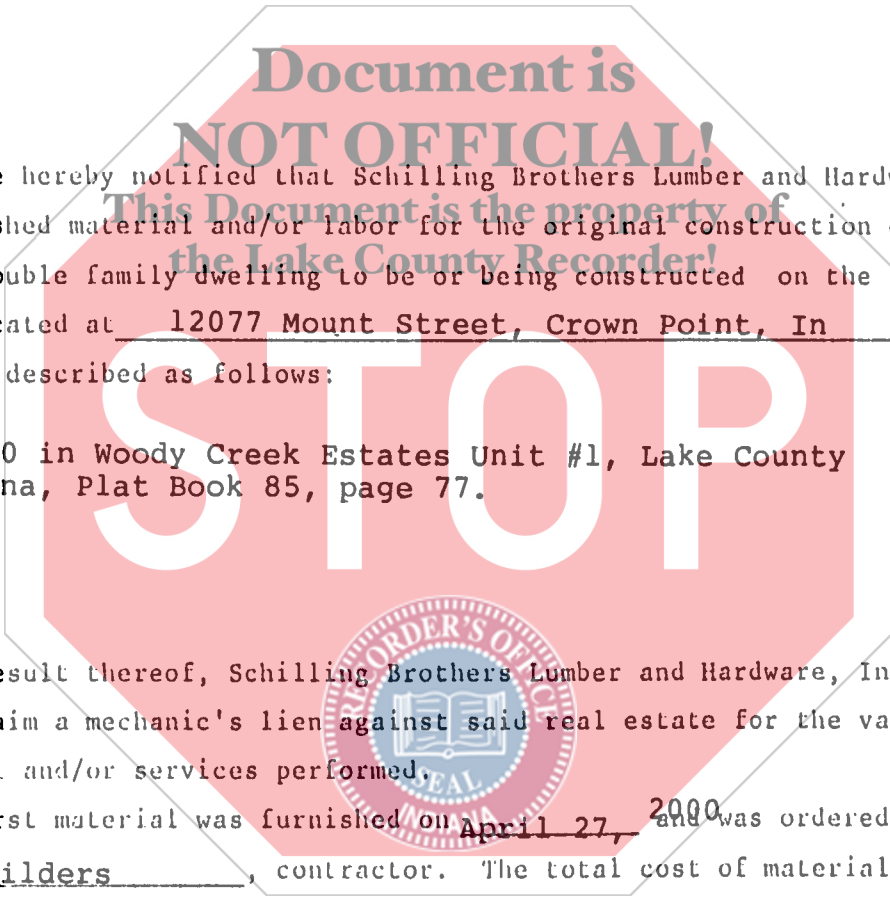 Document is
NOT OFFICIAL!
e hereby notified that Schilling Brothers Lumber and Hardw
This Document is the property of
shed material and/or labor for the original construction
the Lake County Recorder!
ouble family dwelling to be or being constructed on the
cated at 12077 Mount Street, Crown Point, In
described as follows:
STOP
0 in Woody Creek Estates Unit #1, Lake County
na, Plat Book 85, page 77.
RECORDER'S OFFICE
SEAL
INDIANA
esult thereof, Schilling Brothers Lumber and Hardware, In
aim a mechanic's lien against said real estate for the va
l and/or services performed.
rst material was furnished on April 27, 2000 and was ordered
ilders, contractor. The total cost of material